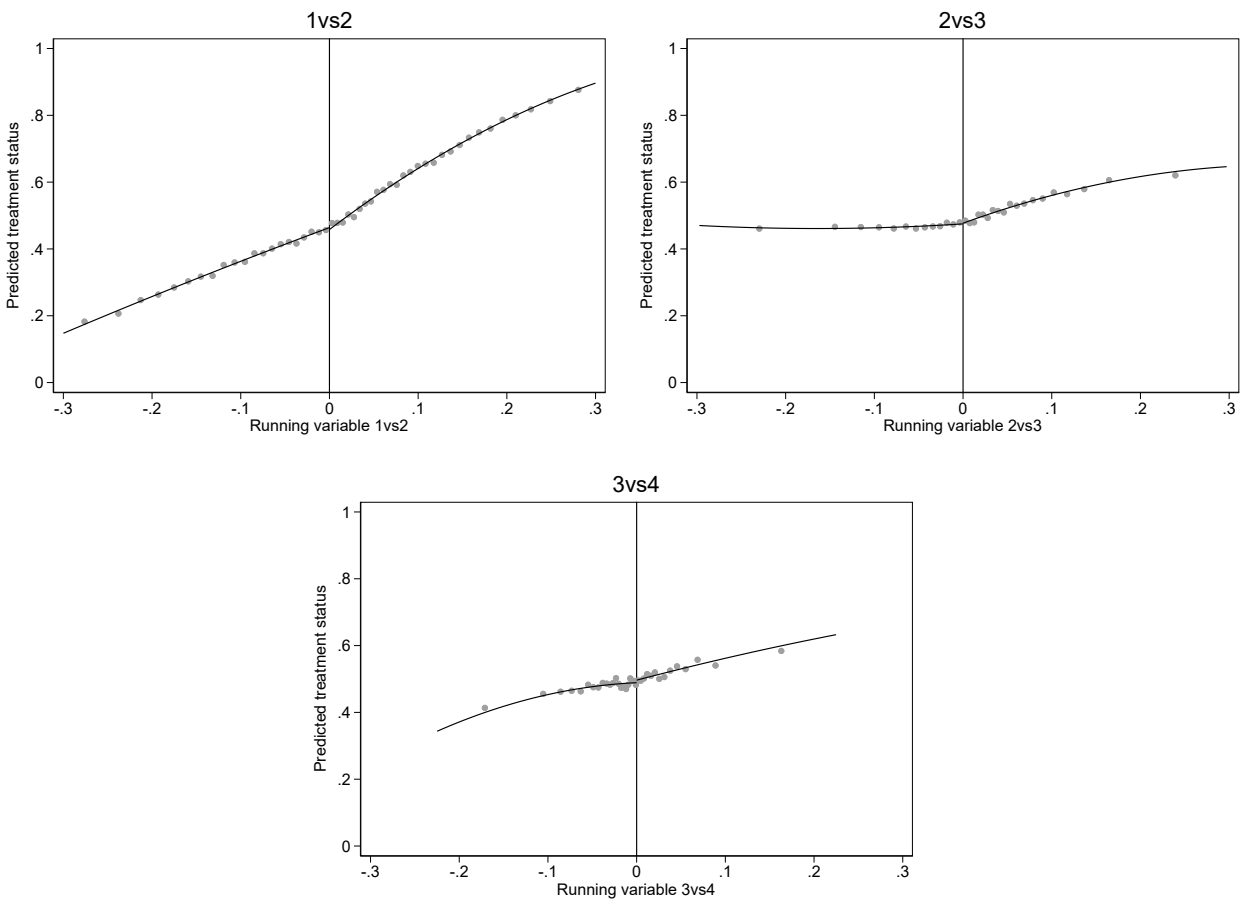 1vs2
1
.8
.6
.4
.2
0
Predicted treatment status
-.3 -.2 -.1 0 .1 .2 .3
Running variable 1vs2
2vs3
1
.8
.6
.4
.2
0
Predicted treatment status
-.3 -.2 -.1 0 .1 .2 .3
Running variable 2vs3
3vs4
1
.8
.6
.4
.2
0
Predicted treatment status
-.3 -.2 -.1 0 .1 .2 .3
Running variable 3vs4